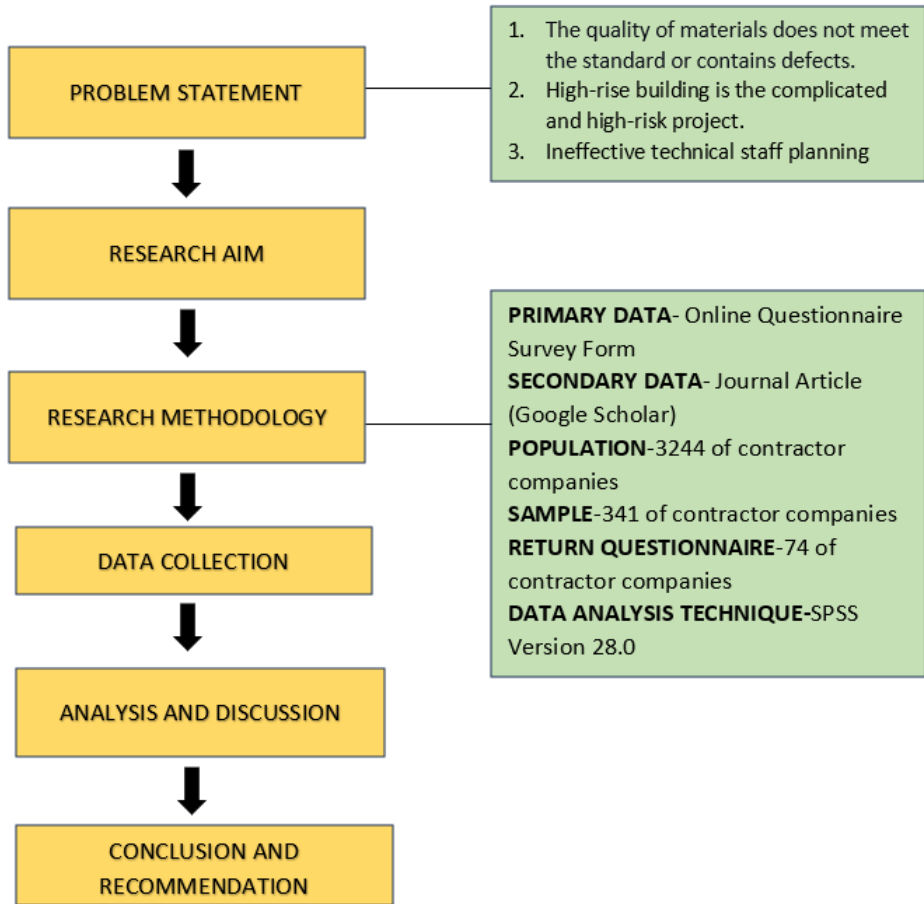 PROBLEM STATEMENT
1. The quality of materials does not meet
the standard or contains defects.
2. High-rise building is the complicated
and high-risk project.
3. Ineffective technical staff planning
RESEARCH AIM
RESEARCH METHODOLOGY
PRIMARY DATA- Online Questionnaire
Survey Form
SECONDARY DATA- Journal Article
(Google Scholar)
POPULATION-3244 of contractor
companies
SAMPLE-341 of contractor companies
RETURN QUESTIONNAIRE-74 of
contractor companies
DATA ANALYSIS TECHNIQUE-SPSS
Version 28.0
DATA COLLECTION
ANALYSIS AND DISCUSSION
CONCLUSION AND
RECOMMENDATION